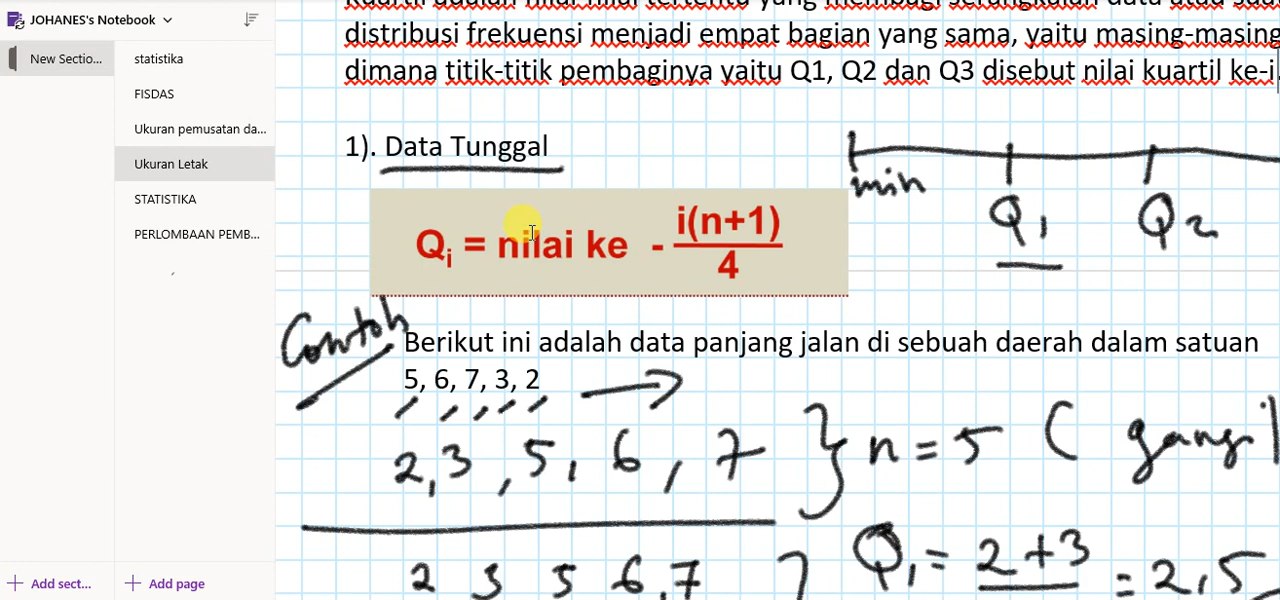 JOHANES's Notebook
New Sectio...
statistika
FISDAS
Ukuran pemusatan da...
Ukuran Letak
STATISTIKA
PERLOMBAAN PEMB...
Add sect...
Add page
distribusi frekuensi menjadi empat bagian yang sama, yaitu masing-masing
dimana titik-titik pembaginya yaitu Q1, Q2 dan Q3 disebut nilai kuartil ke-i
1). Data Tunggal
min
Q1 Q2
Qi = nilai ke - i(n+1)/4
Contoh
Berikut ini adalah data panjang jalan di sebuah daerah dalam satuan
5, 6, 7, 3, 2
2, 3, 5, 6, 7 } n = 5 ( ganjil
2 3 5 6, 7
Q1 = 2 + 3 = 2,5